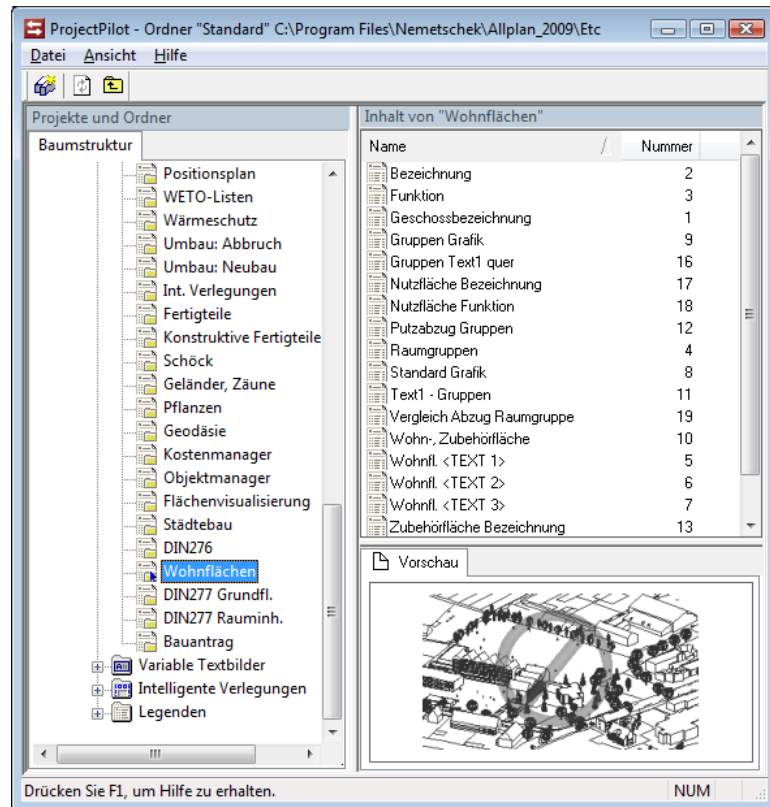 ProjectPilot - Ordner "Standard" C:\Program Files\Nemetschek\Allplan_2009\Etc
Datei Ansicht Hilfe
Projekte und Ordner
Baumstruktur
Positionsplan
WETO-Listen
Wärmeschutz
Umbau: Abbruch
Umbau: Neubau
Int. Verlegungen
Fertigteile
Konstruktive Fertigteile
Schöck
Geländer, Zäune
Pflanzen
Geodäsie
Kostenmanager
Objektmanager
Flächenvisualisierung
Städtebau
DIN276
Wohnflächen
DIN277 Grundfl.
DIN277 Rauminh.
Bauantrag
Variable Textbilder
Intelligente Verlegungen
Legenden
Inhalt von "Wohnflächen"
Name Nummer
Bezeichnung 2
Funktion 3
Geschossbezeichnung 1
Gruppen Grafik 9
Gruppen Text1 quer 16
Nutzfläche Bezeichnung 17
Nutzfläche Funktion 18
Putzabzug Gruppen 12
Raumgruppen 4
Standard Grafik 8
Text1 - Gruppen 11
Vergleich Abzug Raumgruppe 19
Wohn-, Zubehörfläche 10
Wohnfl. <TEXT 1> 5
Wohnfl. <TEXT 2> 6
Wohnfl. <TEXT 3> 7
Zubehörfläche Bezeichnung 13
Vorschau
Drücken Sie F1, um Hilfe zu erhalten. NUM